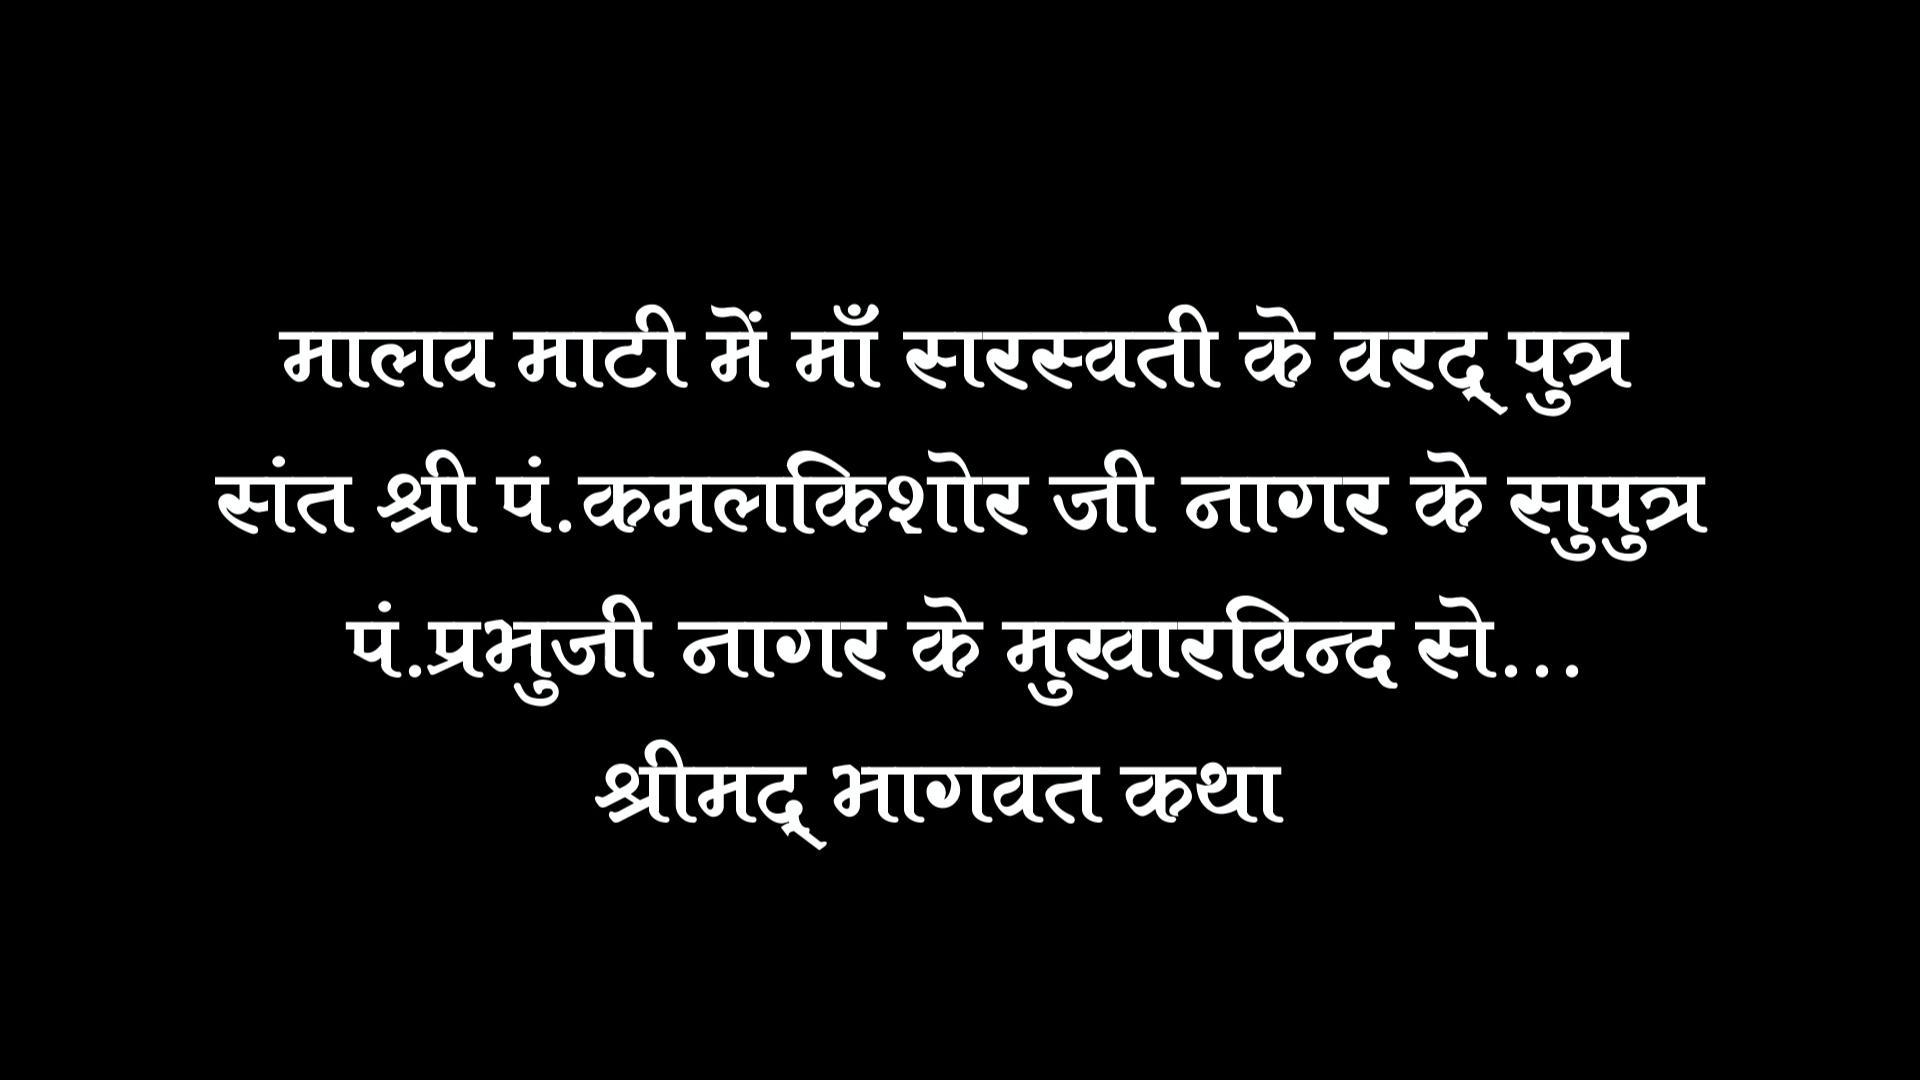 मालव माटी में माँ सरस्वती के वरद् पुत्र
संत श्री पं.कमलकिशोर जी नागर के सुपुत्र
पं.प्रभुजी नागर के मुखारविन्द से...
श्रीमद् भागवत कथा